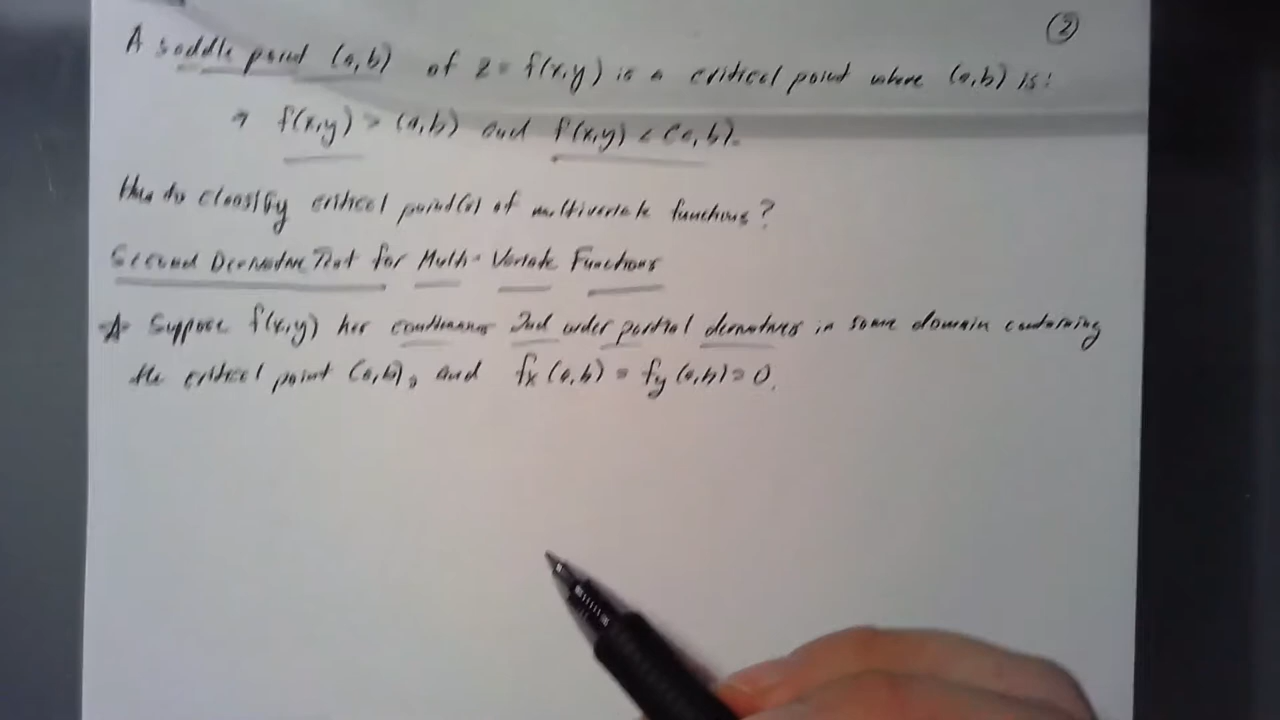 (2)
A saddle point (a,b) of z = f(x,y) is a critical point where (a,b) is:
→ f(x,y) > (a,b) and f(x,y) < (a,b).
How to classify critical point(s) of multivariate functions?
Second Derivative Test for Multi-Variate Functions
Suppose f(x,y) has continuous 2nd order partial derivatives in some domain containing
the critical point (a,b), and fx(a,b) = fy(a,b) = 0.